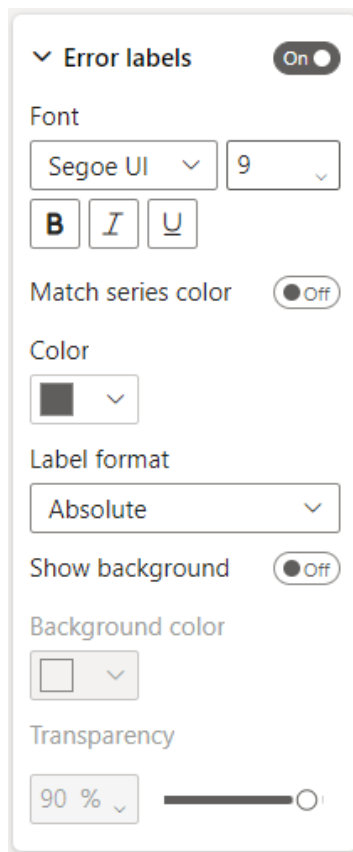 Error labels On
Font
Segoe UI 9
B I U
Match series color Off
Color
Label format
Absolute
Show background Off
Background color
Transparency
90 %